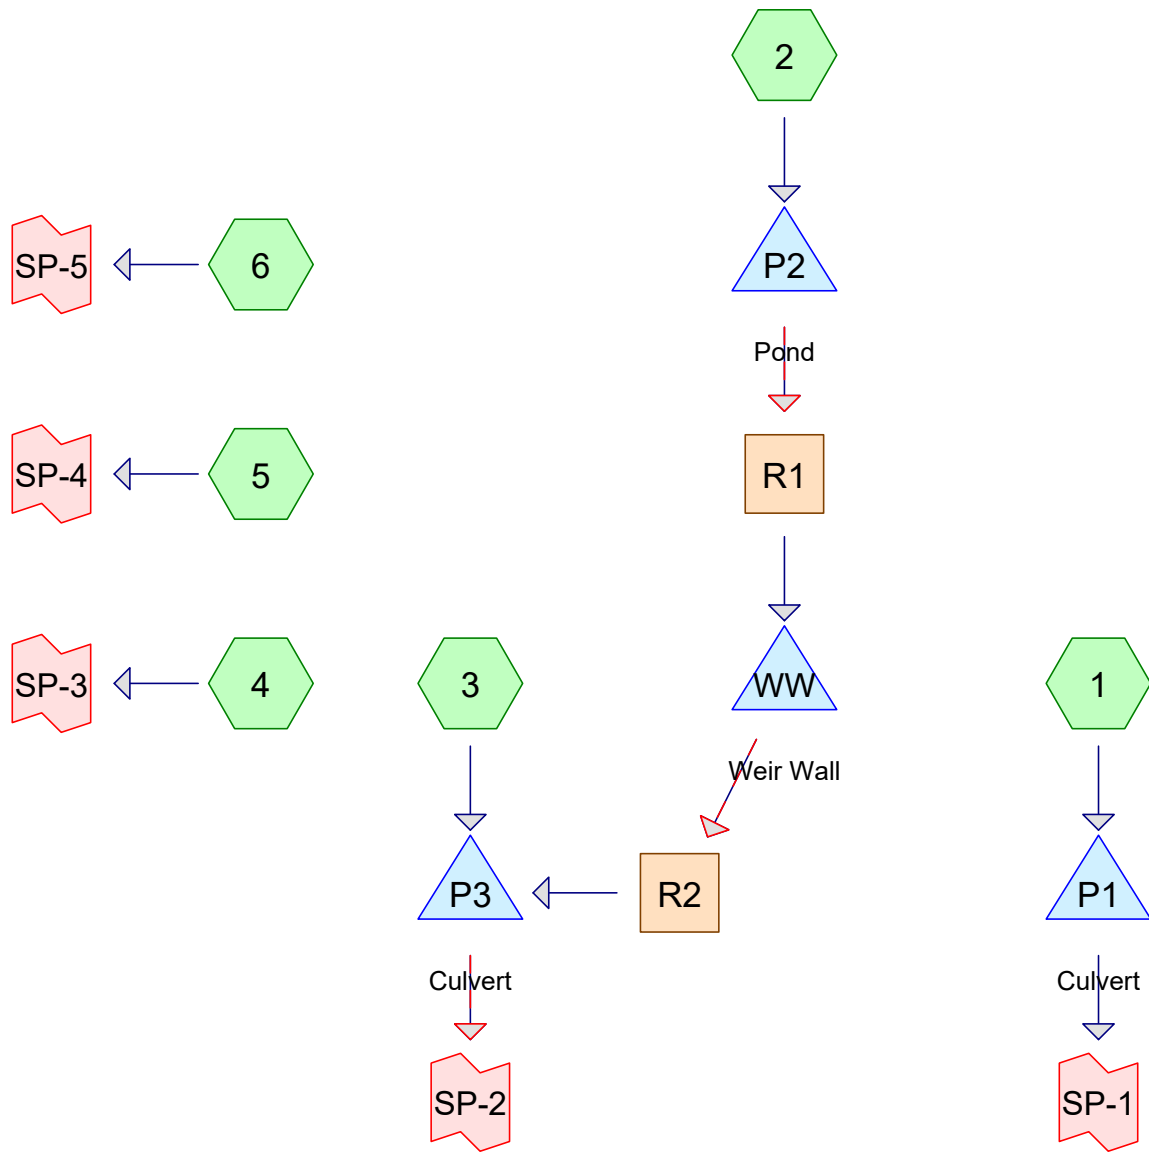 2
SP-5
6
P2
Pond
SP-4
5
R1
SP-3
4
3
WW
1
Weir Wall
P3
R2
P1
Culvert
Culvert
SP-2
SP-1